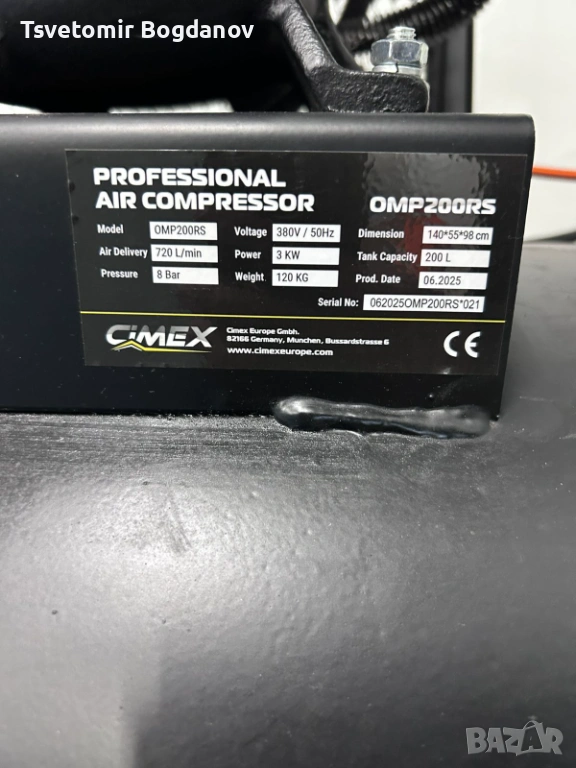 Tsvetomir Bogdanov
PROFESSIONAL
AIR COMPRESSOR
OMP200RS
Model OMP200RS Voltage 380V / 50Hz Dimension 140*55*98 cm
Air Delivery 720 L/min Power 3 KW Tank Capacity 200 L
Pressure 8 Bar Weight 120 KG Prod. Date 06.2025
Serial No: 062025OMP200RS*021
CIMEX
Cimex Europe Gmbh.
82166 Germany, Munchen, Bussardstrasse 6
www.cimexeurope.com
CE
BAZAR